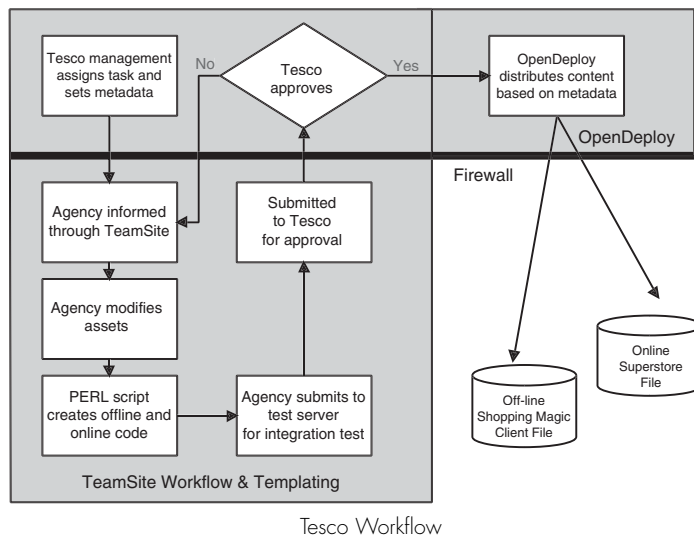 Tesco management
assigns task and
sets metadata
No
Tesco
approves
Yes
OpenDeploy
distributes content
based on metadata
OpenDeploy
Firewall
Agency informed
through TeamSite
Submitted
to Tesco
for approval
Agency modifies
assets
PERL script
creates offline and
online code
Agency submits to
test server
for integration test
Off-line
Shopping Magic
Client File
Online
Superstore
File
TeamSite Workflow & Templating
Tesco Workflow